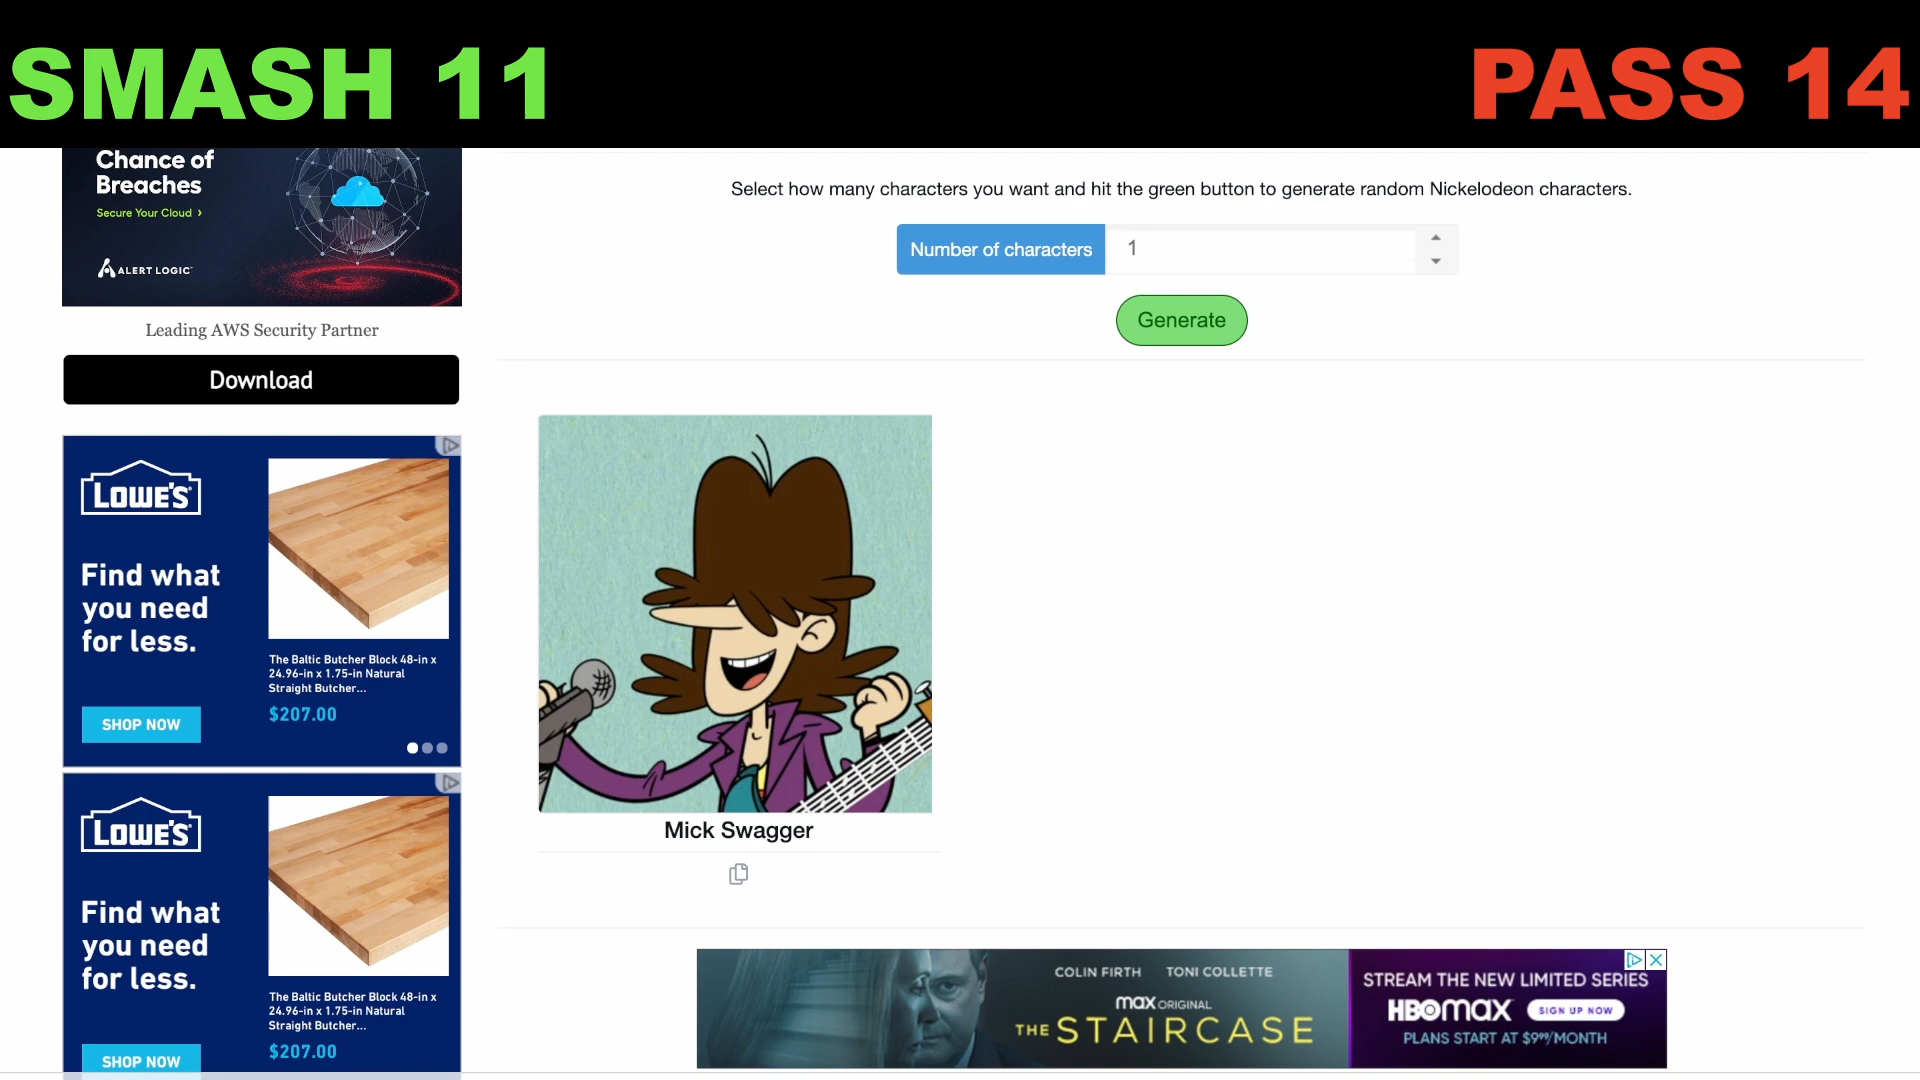 SMASH 11
PASS 14
Chance of
Breaches
Secure Your Cloud ›
ALERT LOGIC
Leading AWS Security Partner
Download
LOWE'S
Find what
you need
for less.
The Baltic Butcher Block 48-in x
24.96-in x 1.75-in Natural
Straight Butcher...
$207.00
SHOP NOW
LOWE'S
Find what
you need
for less.
The Baltic Butcher Block 48-in x
24.96-in x 1.75-in Natural
Straight Butcher...
$207.00
SHOP NOW
Select how many characters you want and hit the green button to generate random Nickelodeon characters.
Number of characters 1
Generate
Mick Swagger
COLIN FIRTH TONI COLLETTE
max ORIGINAL
THE STAIRCASE
STREAM THE NEW LIMITED SERIES
HBOMAX SIGN UP NOW
PLANS START AT $9.99/MONTH